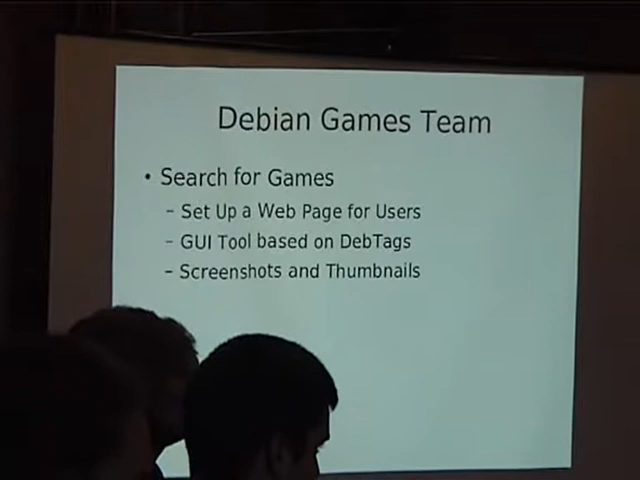 Debian Games Team
• Search for Games
– Set Up a Web Page for Users
– GUI Tool based on DebTags
– Screenshots and Thumbnails